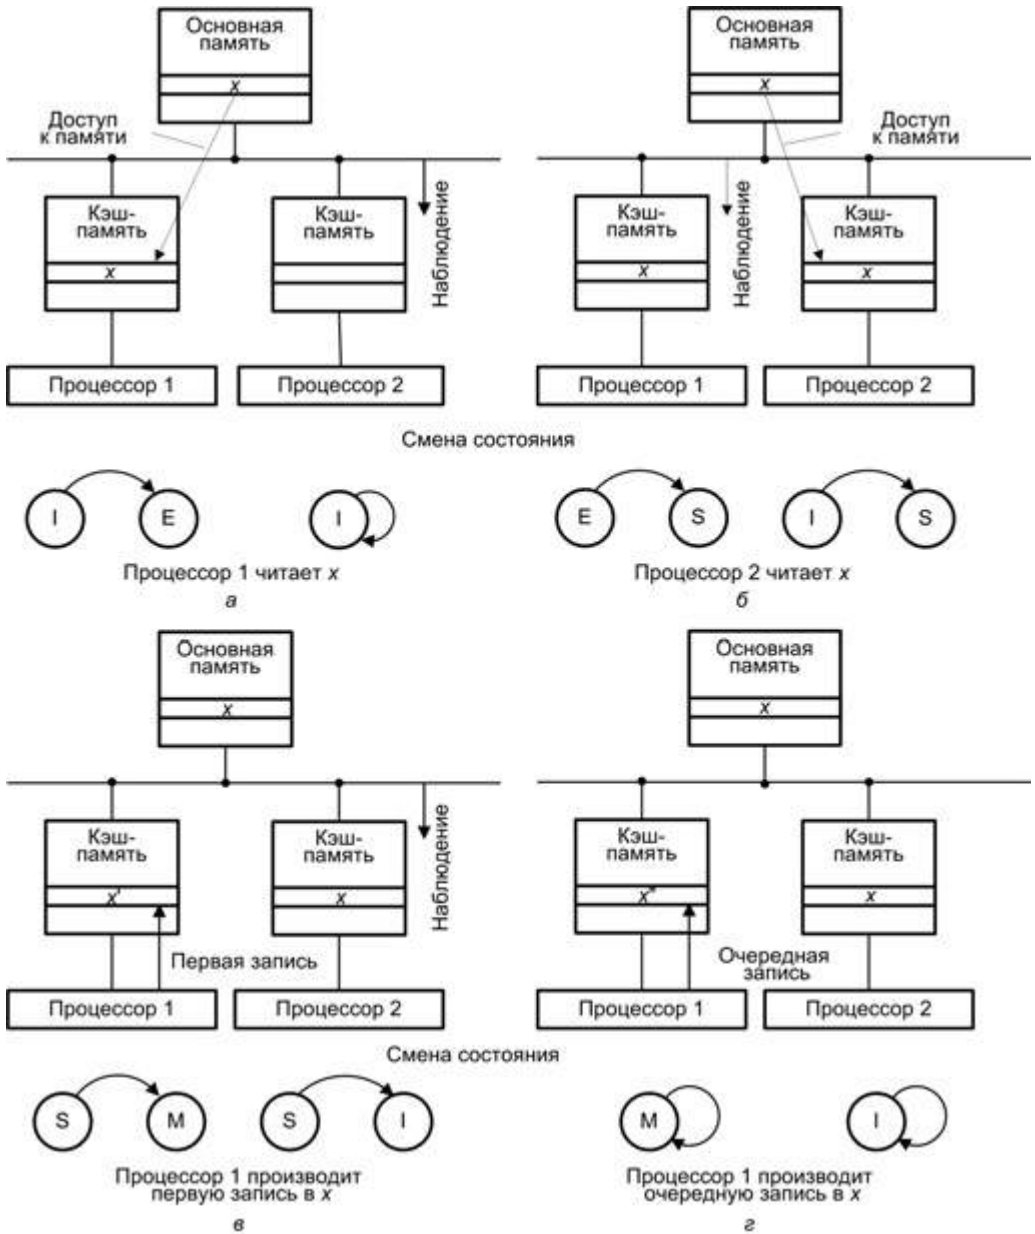 Основная
память
x
Доступ
к памяти
Кэш-
память
x
Кэш-
память
Наблюдение
Процессор 1
Процессор 2
Основная
память
x
Доступ
к памяти
Кэш-
память
x
Наблюдение
Кэш-
память
x
Процессор 1
Процессор 2
Смена состояния
I
E
I
Процессор 1 читает x
а
E
S
I
S
Процессор 2 читает x
б
Основная
память
x
Кэш-
память
x'
Кэш-
память
x
Наблюдение
Первая запись
Процессор 1
Процессор 2
Основная
память
x
Кэш-
память
x"
Кэш-
память
x
Очередная
запись
Процессор 1
Процессор 2
Смена состояния
S
M
S
I
Процессор 1 производит
первую запись в x
в
M
I
Процессор 1 производит
очередную запись в x
г